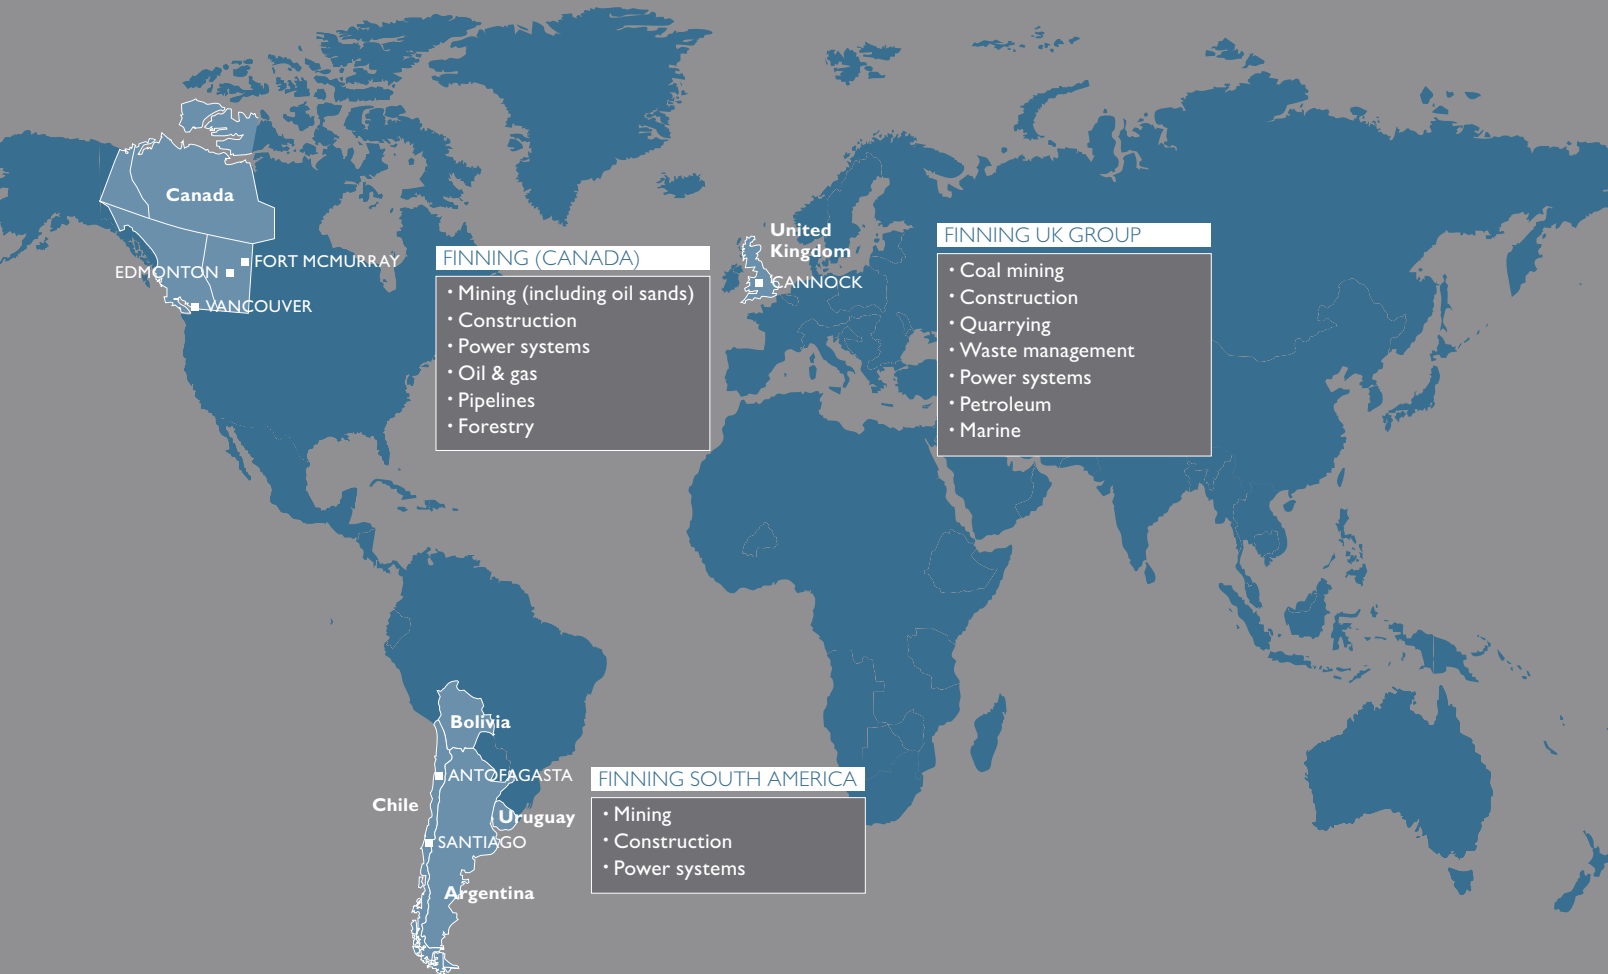 Canada
FORT MCMURRAY
EDMONTON
VANCOUVER
FINNING (CANADA)
• Mining (including oil sands)
• Construction
• Power systems
• Oil & gas
• Pipelines
• Forestry
United
Kingdom
CANNOCK
FINNING UK GROUP
• Coal mining
• Construction
• Quarrying
• Waste management
• Power systems
• Petroleum
• Marine
Bolivia
ANTOFAGASTA
Chile
Uruguay
SANTIAGO
Argentina
FINNING SOUTH AMERICA
• Mining
• Construction
• Power systems